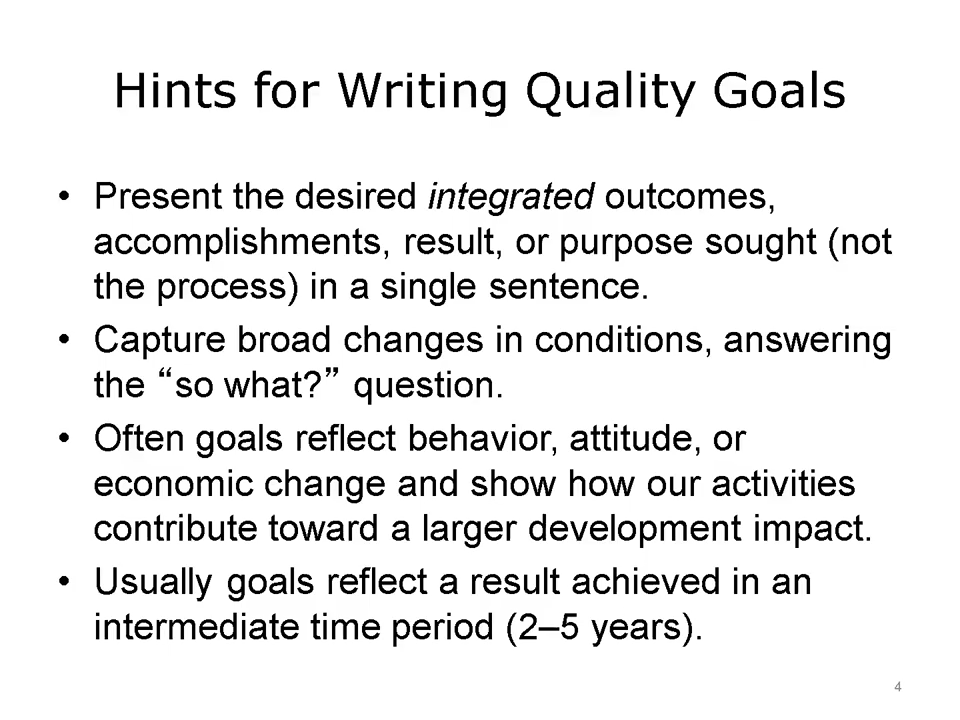 Hints for Writing Quality Goals
• Present the desired integrated outcomes,
accomplishments, result, or purpose sought (not
the process) in a single sentence.
• Capture broad changes in conditions, answering
the “so what?” question.
• Often goals reflect behavior, attitude, or
economic change and show how our activities
contribute toward a larger development impact.
• Usually goals reflect a result achieved in an
intermediate time period (2–5 years).
4